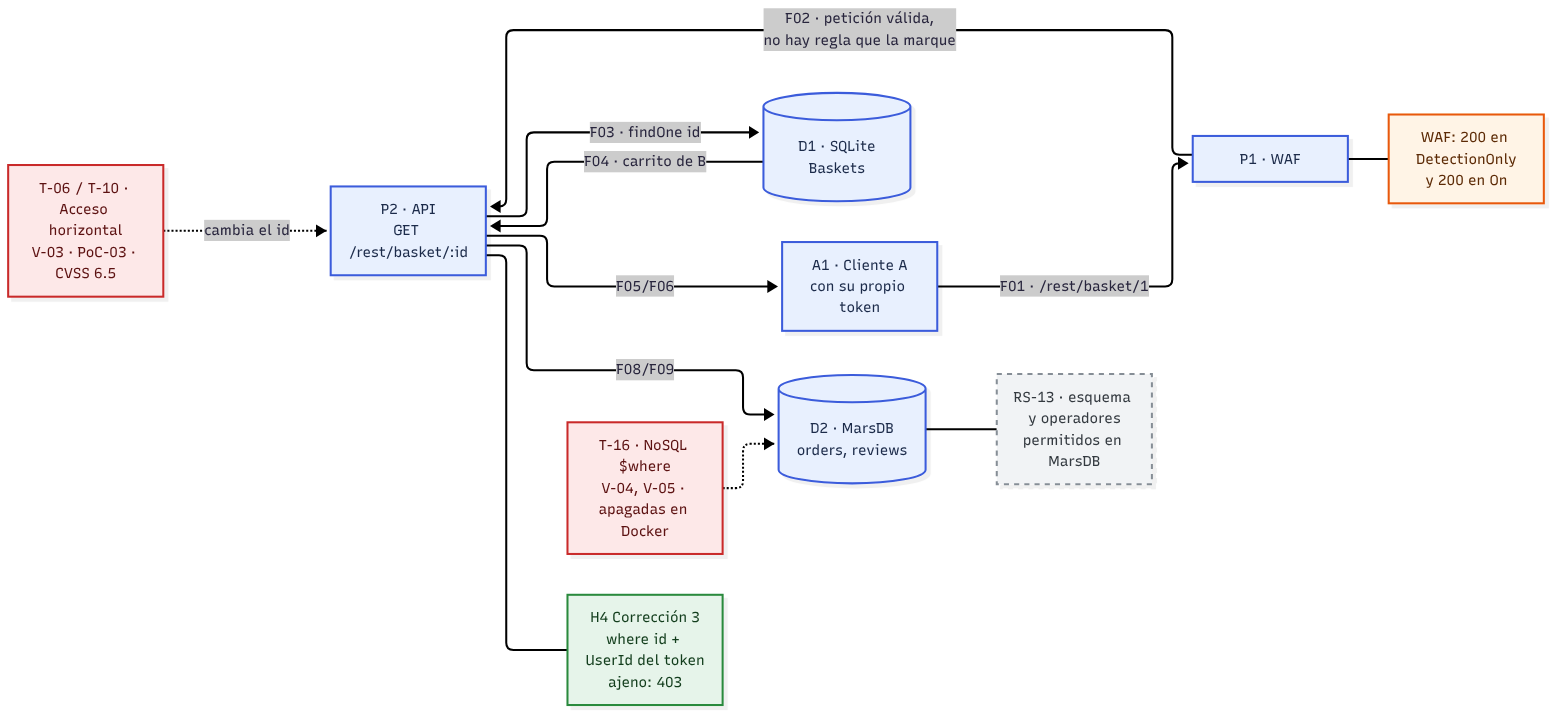 F02 · petición válida,
no hay regla que la marque
F03 · findOne id
F04 · carrito de B
D1 · SQLite
Baskets
P1 · WAF
WAF: 200 en
DetectionOnly
y 200 en On
T-06 / T-10 ·
Acceso
horizontal
V-03 · PoC-03 ·
CVSS 6.5
cambia el id
P2 · API
GET
/rest/basket/:id
F05/F06
A1 · Cliente A
con su propio
token
F01 · /rest/basket/1
F08/F09
D2 · MarsDB
orders, reviews
RS-13 · esquema
y operadores
permitidos en
MarsDB
T-16 · NoSQL
$where
V-04, V-05 ·
apagadas en
Docker
H4 Corrección 3
where id +
UserId del token
ajeno: 403